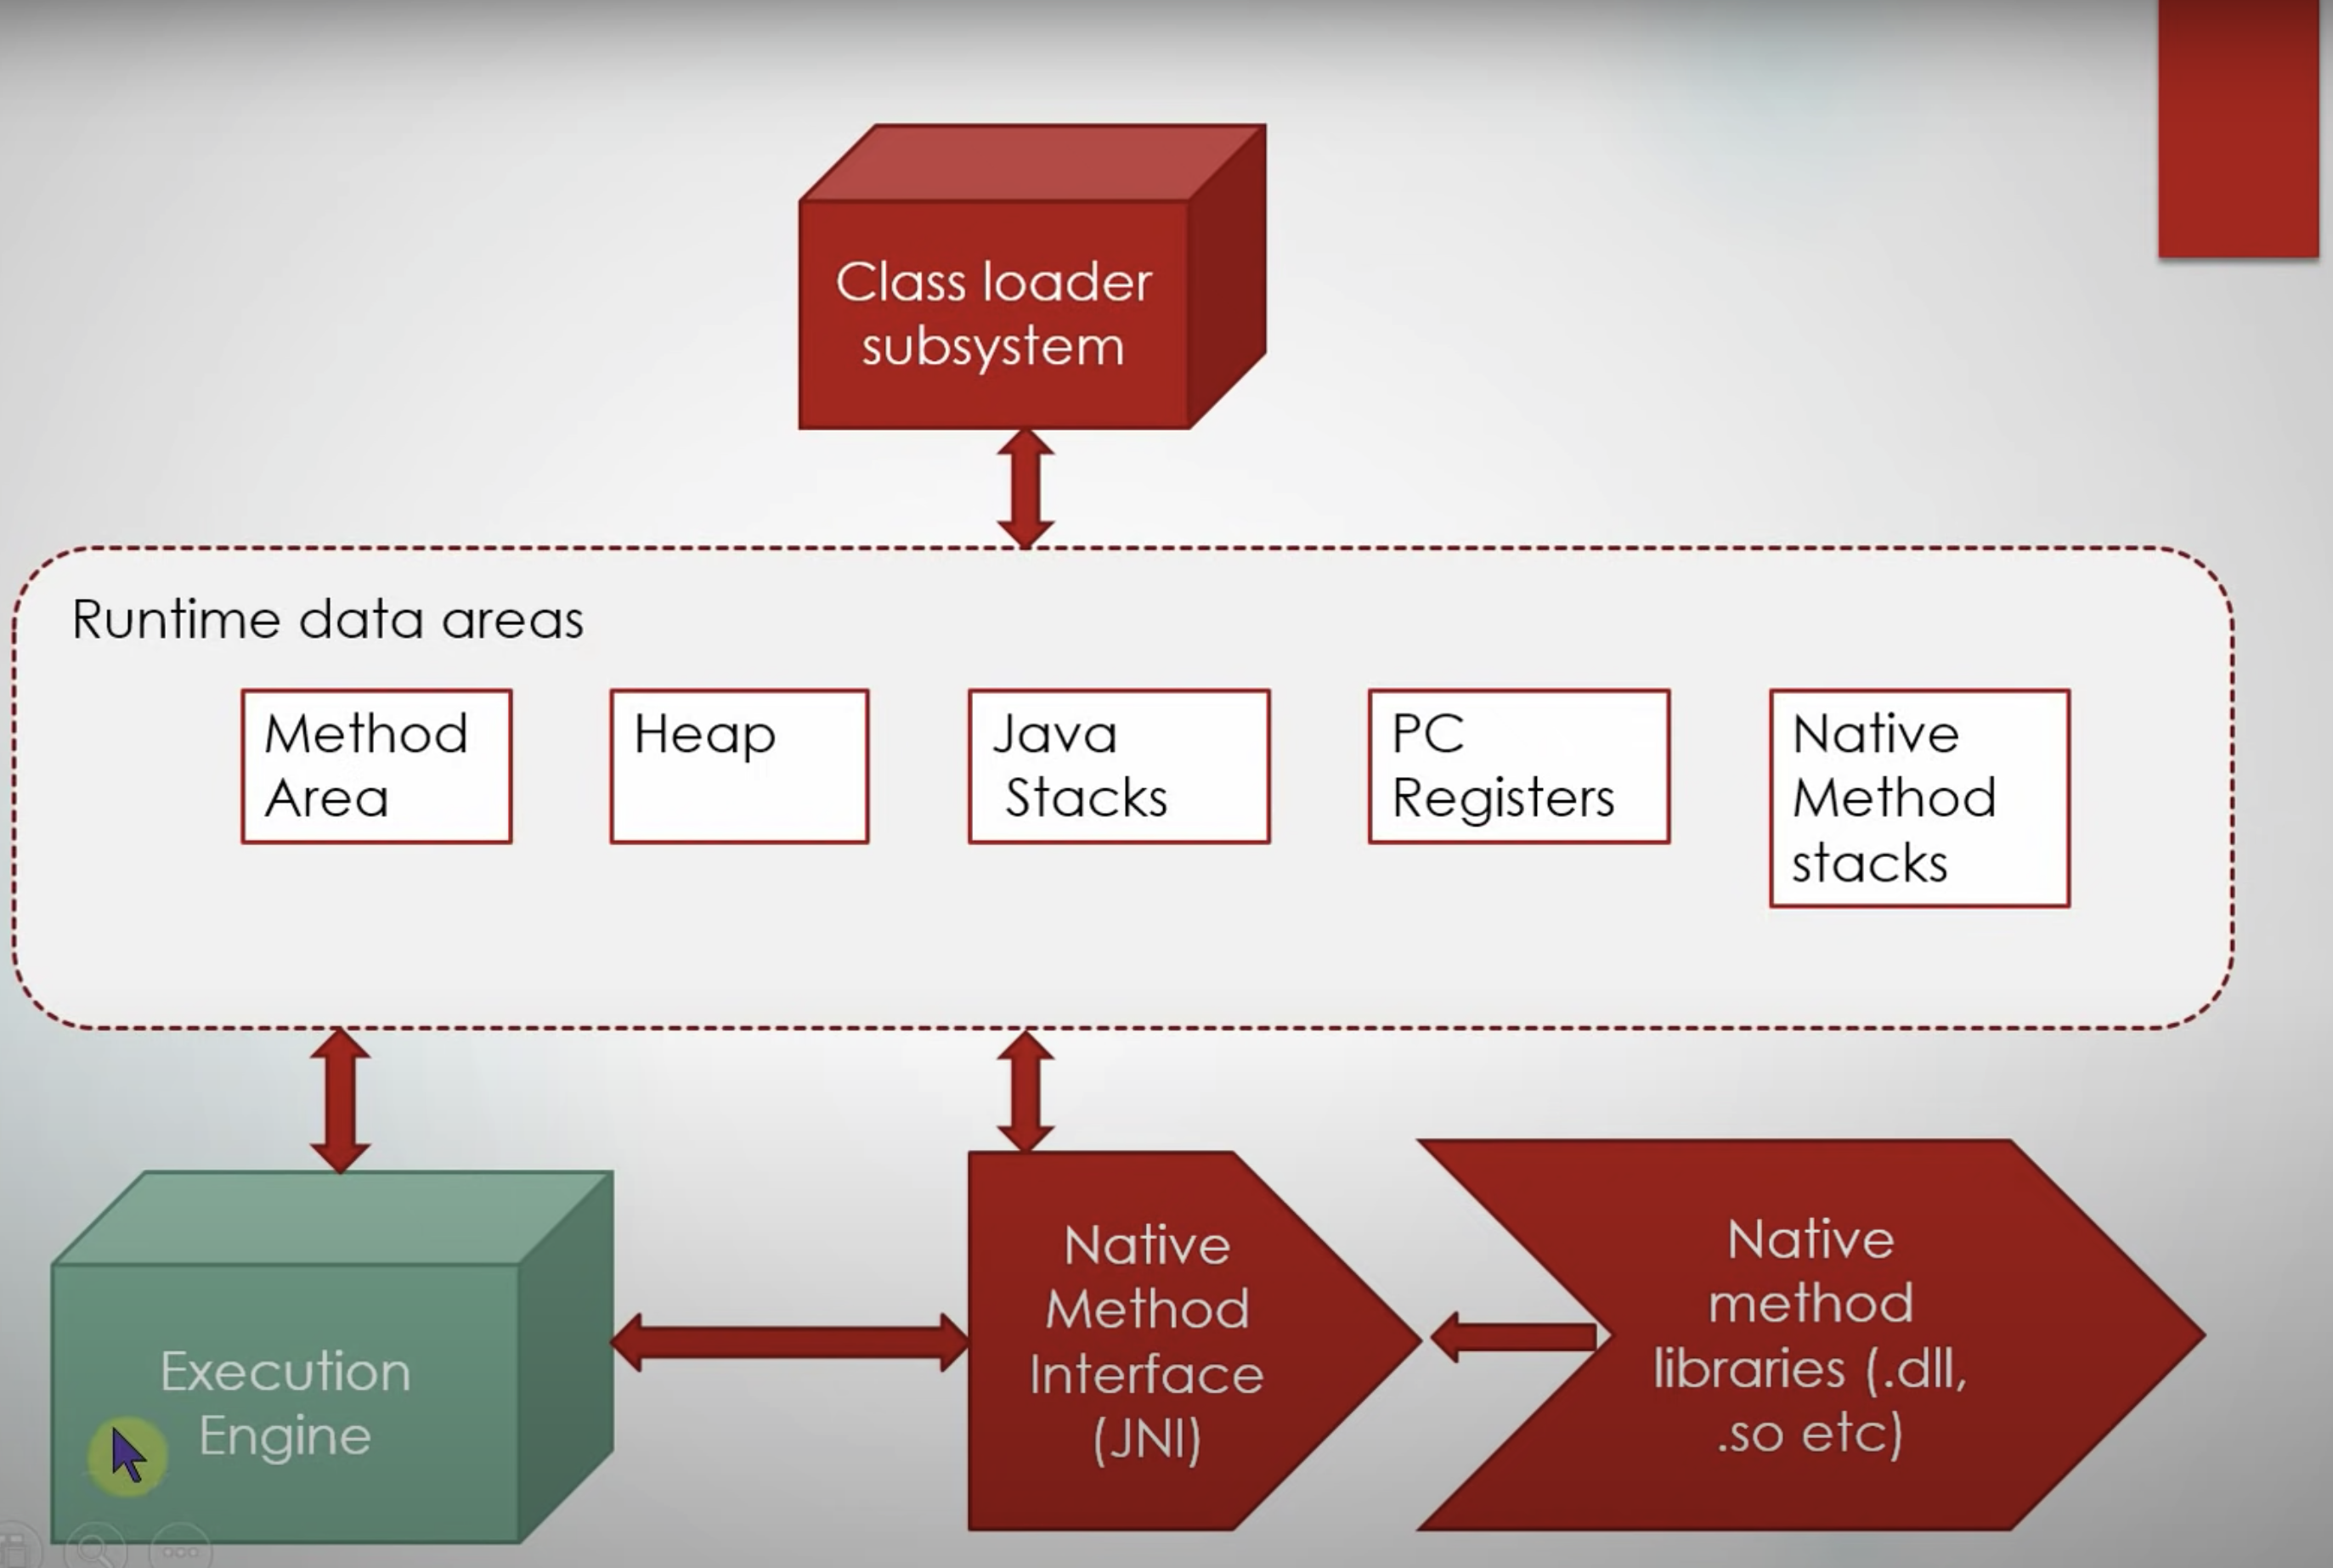 Class loader
subsystem
Runtime data areas
Method
Area
Heap
Java
Stacks
PC
Registers
Native
Method
stacks
Execution
Engine
Native
Method
Interface
(JNI)
Native
method
libraries (.dll,
.so etc)